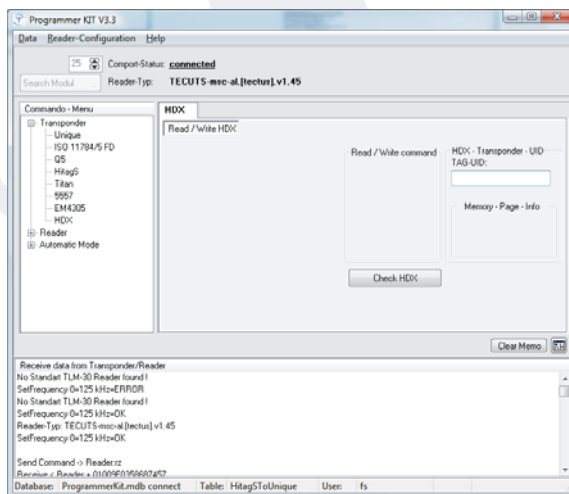 Programmer KIT V3.3
Data Reader-Configuration Help
25 Comport-Status: connected
Search Modul Reader-Typ: TECUTS-msc-al.[tectus].v1.45
Commando - Menu
Transponder
Unique
ISO 11784/5 FD
Q5
HitagS
Titan
5557
EM4305
HDX
Reader
Automatic Mode
HDX
Read / Write HDX
Read / Write command
HDX - Transponder - UID
TAG-UID:
Memory - Page - Info
Check HDX
Clear Memo
Receive data from Transponder/Reader
No Standart TLM-30 Reader found !
SetFrequency 0=125 kHz=ERROR
No Standart TLM-30 Reader found !
SetFrequency 0=125 kHz=OK
Reader-Typ: TECUTS-msc-al.[tectus].v1.45
SetFrequency 0=125 kHz=OK
Send Command -> Reader:rz
Database: ProgrammerKit.mdb connect Table: HitagSToUnique User: fs